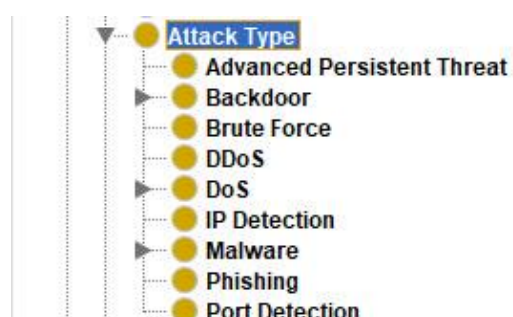 Attack Type
Advanced Persistent Threat
Backdoor
Brute Force
DDoS
DoS
IP Detection
Malware
Phishing
Port Detection